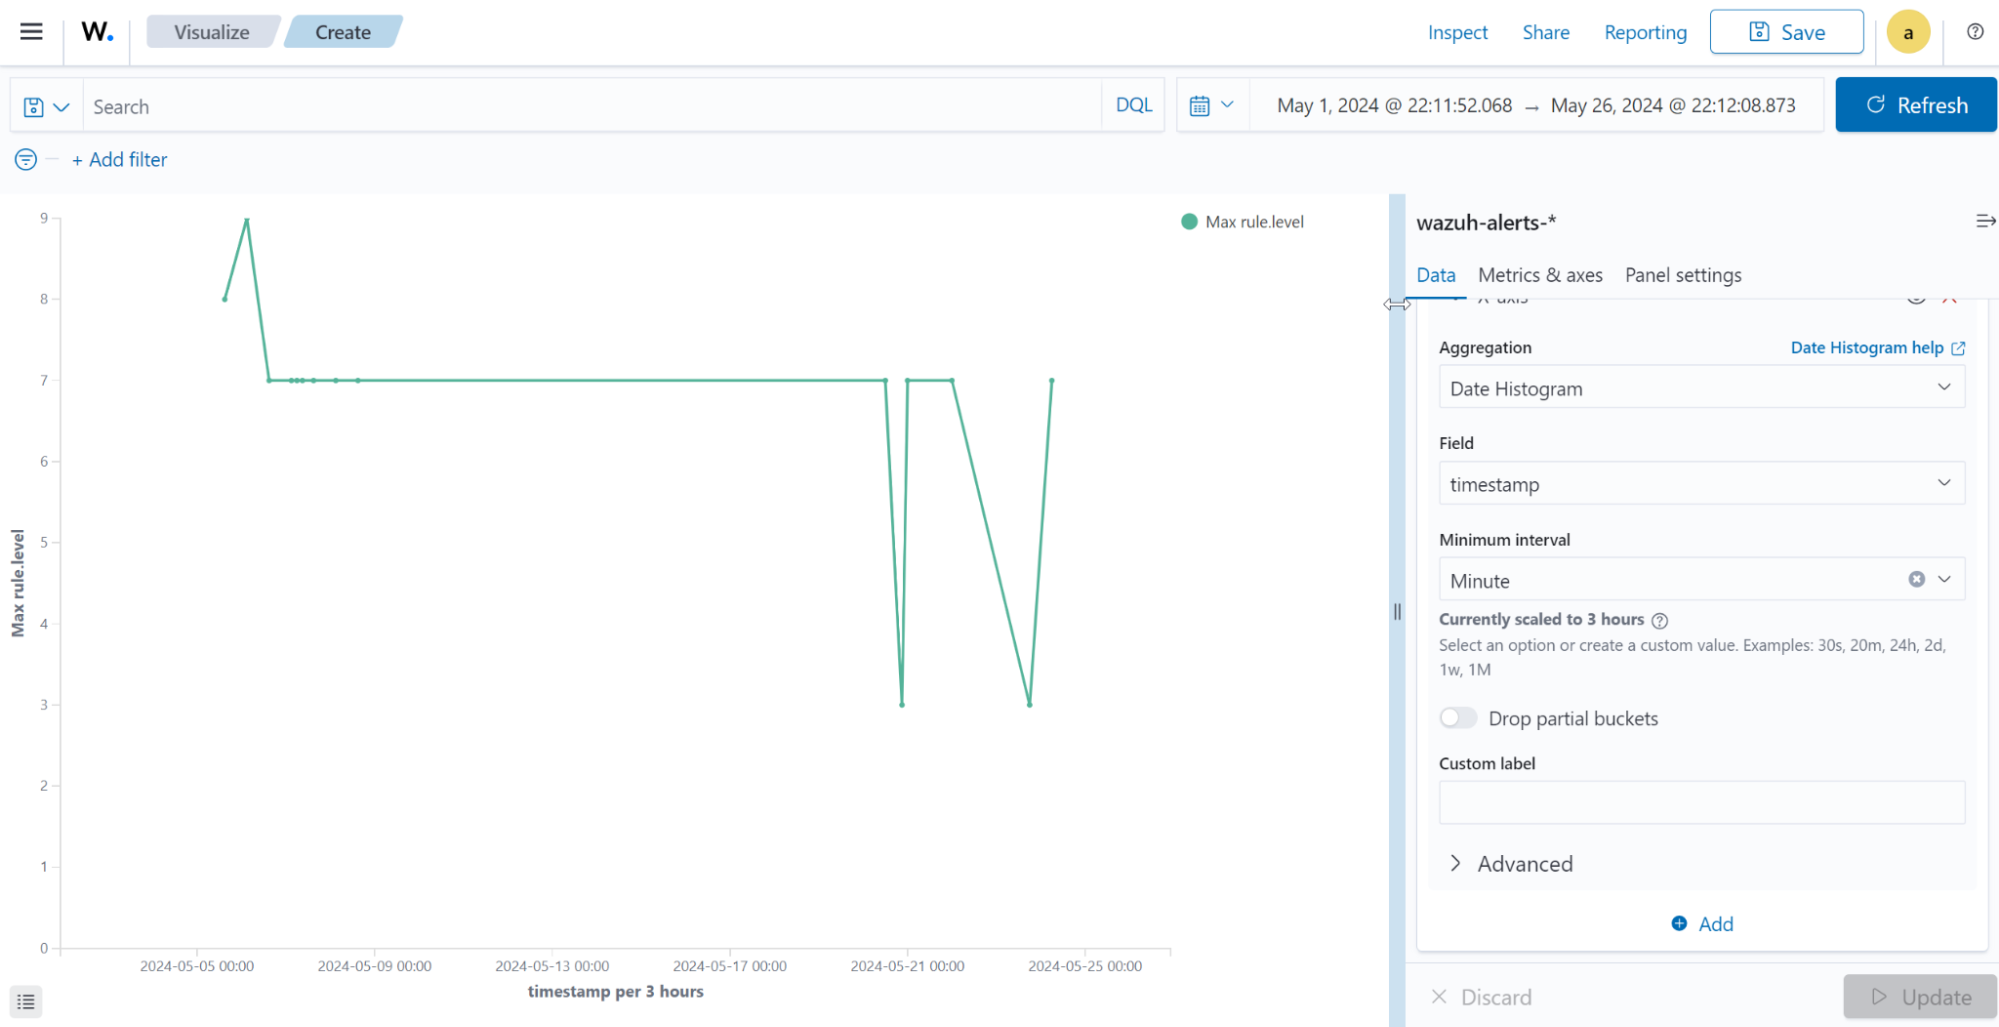 W.
Visualize
Create
Inspect
Share
Reporting
Save
a
Search
DQL
May 1, 2024 @ 22:11:52.068 → May 26, 2024 @ 22:12:08.873
Refresh
+ Add filter
9
8
7
6
5
4
3
2
1
0
Max rule.level
2024-05-05 00:00
2024-05-09 00:00
2024-05-13 00:00
2024-05-17 00:00
2024-05-21 00:00
2024-05-25 00:00
timestamp per 3 hours
Max rule.level
wazuh-alerts-*
Data
Metrics & axes
Panel settings
X-axis
Aggregation
Date Histogram help
Date Histogram
Field
timestamp
Minimum interval
Minute
Currently scaled to 3 hours
Select an option or create a custom value. Examples: 30s, 20m, 24h, 2d,
1w, 1M
Drop partial buckets
Custom label
Advanced
Add
Discard
Update